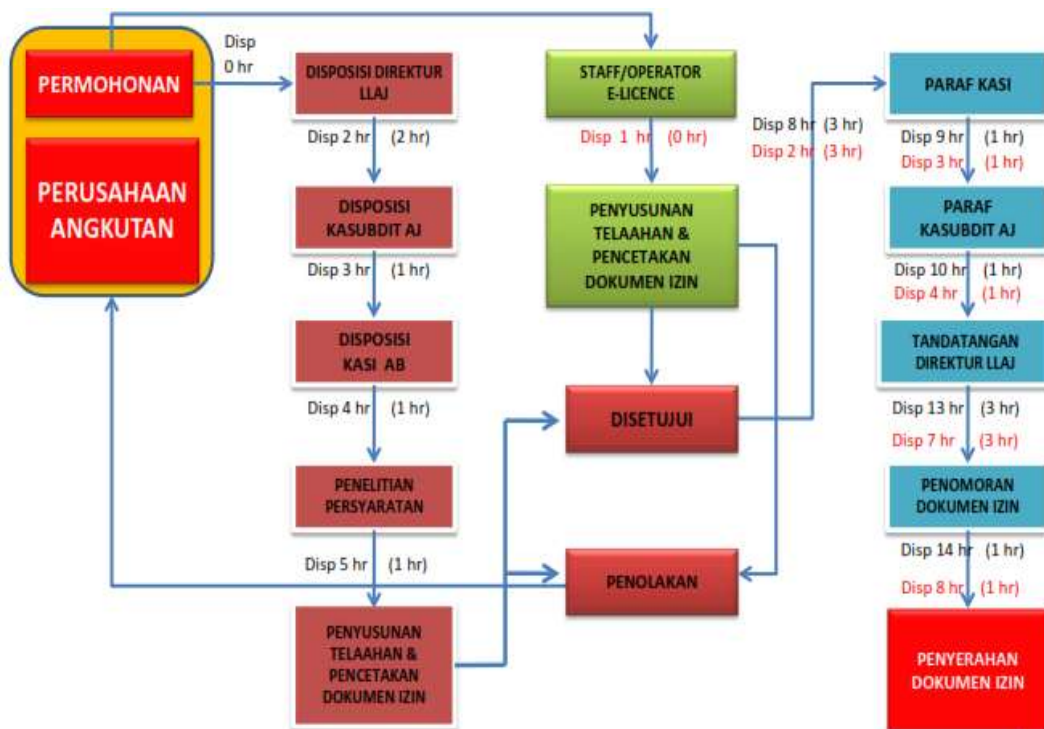 PERMOHONAN
PERUSAHAAN
ANGKUTAN
Disp
0 hr
DISPOSISI DIREKTUR
LLAJ
Disp 2 hr (2 hr)
DISPOSISI
KASUBDIT AJ
Disp 3 hr (1 hr)
DISPOSISI
KASI AB
Disp 4 hr (1 hr)
PENELITIAN
PERSYARATAN
Disp 5 hr (1 hr)
PENYUSUNAN
TELAAHAN &
PENCETAKAN
DOKUMEN IZIN
STAFF/OPERATOR
E-LICENCE
Disp 1 hr (0 hr)
PENYUSUNAN
TELAAHAN &
PENCETAKAN
DOKUMEN IZIN
DISETUJUI
PENOLAKAN
Disp 8 hr (3 hr)
Disp 2 hr (3 hr)
PARAF KASI
Disp 9 hr (1 hr)
Disp 3 hr (1 hr)
PARAF
KASUBDIT AJ
Disp 10 hr (1 hr)
Disp 4 hr (1 hr)
TANDATANGAN
DIREKTUR LLAJ
Disp 13 hr (3 hr)
Disp 7 hr (3 hr)
PENOMORAN
DOKUMEN IZIN
Disp 14 hr (1 hr)
Disp 8 hr (1 hr)
PENYERAHAN
DOKUMEN IZIN